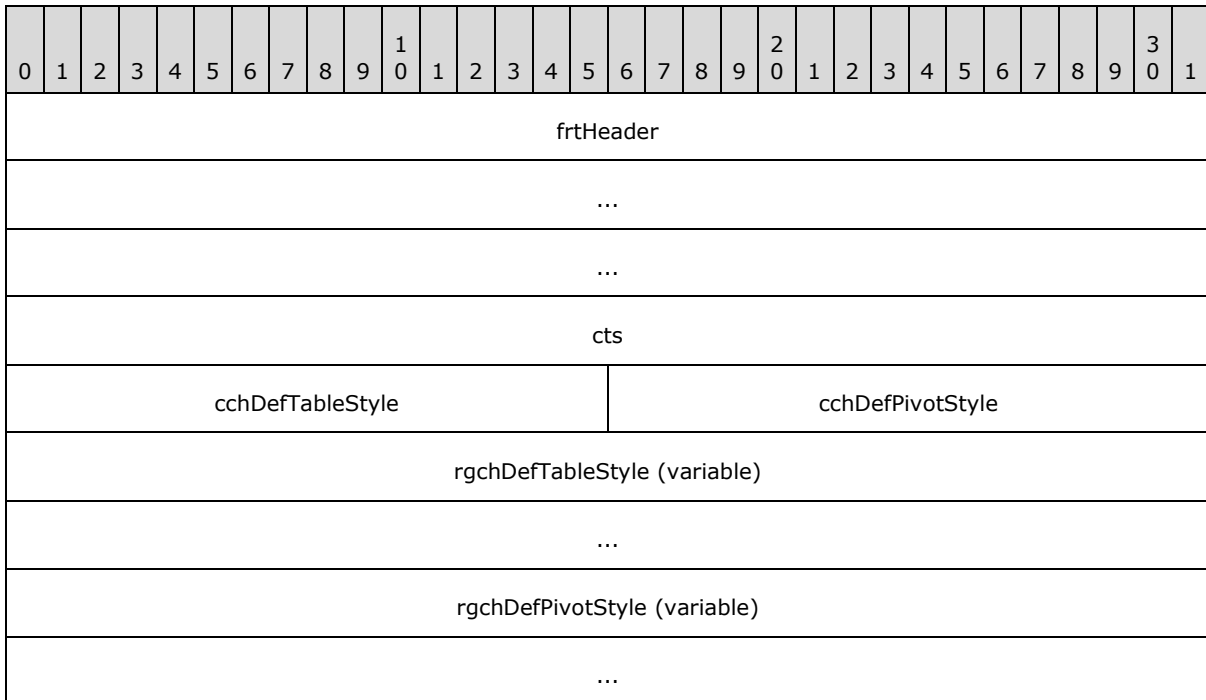 1 2 3
0 1 2 3 4 5 6 7 8 9 0 1 2 3 4 5 6 7 8 9 0 1 2 3 4 5 6 7 8 9 0 1
frtHeader
...
...
cts
cchDefTableStyle cchDefPivotStyle
rgchDefTableStyle (variable)
...
rgchDefPivotStyle (variable)
...